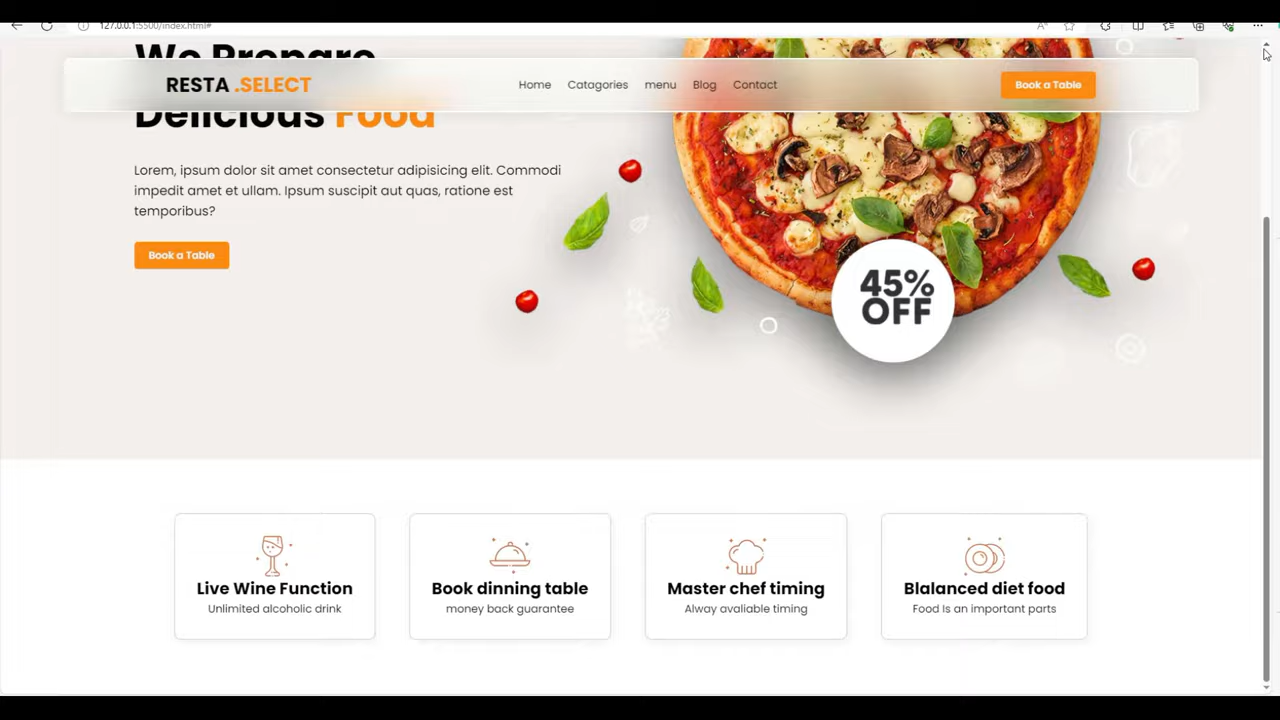 127.0.0.1:5500/index.html#
We Prepare
RESTA .SELECT
Home
Catagories
menu
Blog
Contact
Book a Table
Delicious Food
Lorem, ipsum dolor sit amet consectetur adipisicing elit. Commodi
impedit amet et ullam. Ipsum suscipit aut quas, ratione est
temporibus?
Book a Table
45%
OFF
Live Wine Function
Unlimited alcoholic drink
Book dinning table
money back guarantee
Master chef timing
Alway avaliable timing
Blalanced diet food
Food Is an important parts